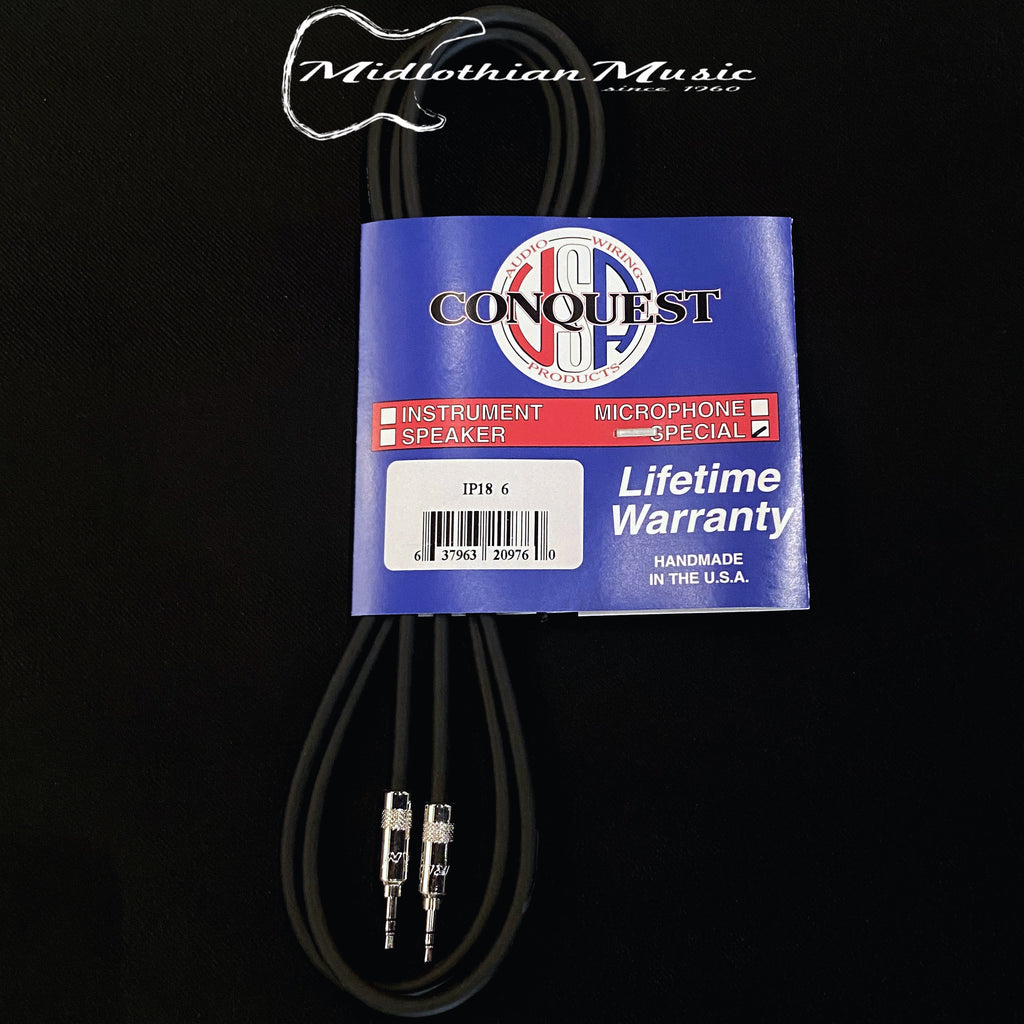 Midlothian Music
since 1960
AUDIO WIRING
USA
CONQUEST
PRODUCTS
INSTRUMENT MICROPHONE
SPEAKER SPECIAL
IP18 6
Lifetime
Warranty
6 37963 20976 0
HANDMADE
IN THE U.S.A.